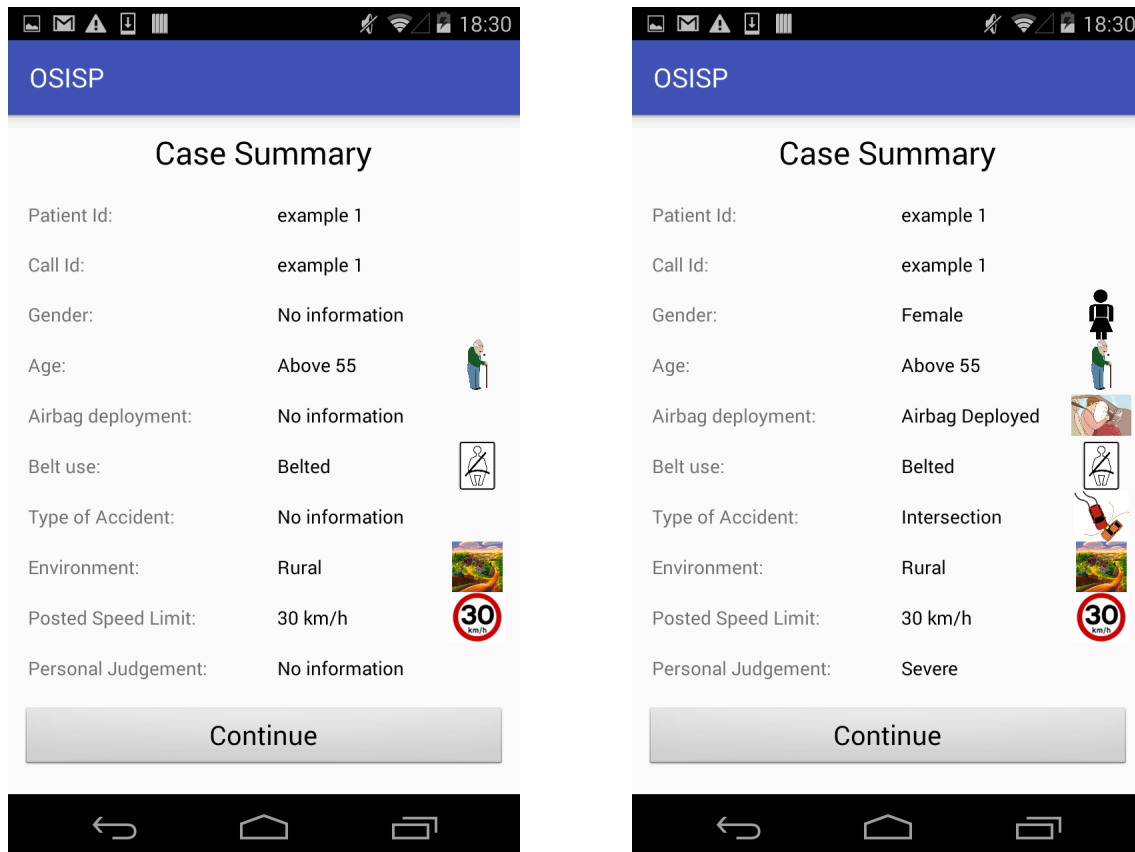 18:30
OSISP
Case Summary
Patient Id: example 1
Call Id: example 1
Gender: No information
Age: Above 55
Airbag deployment: No information
Belt use: Belted
Type of Accident: No information
Environment: Rural
Posted Speed Limit: 30 km/h
30
km/h
Personal Judgement: No information
Continue
18:30
OSISP
Case Summary
Patient Id: example 1
Call Id: example 1
Gender: Female
Age: Above 55
Airbag deployment: Airbag Deployed
Belt use: Belted
Type of Accident: Intersection
Environment: Rural
Posted Speed Limit: 30 km/h
30
km/h
Personal Judgement: Severe
Continue